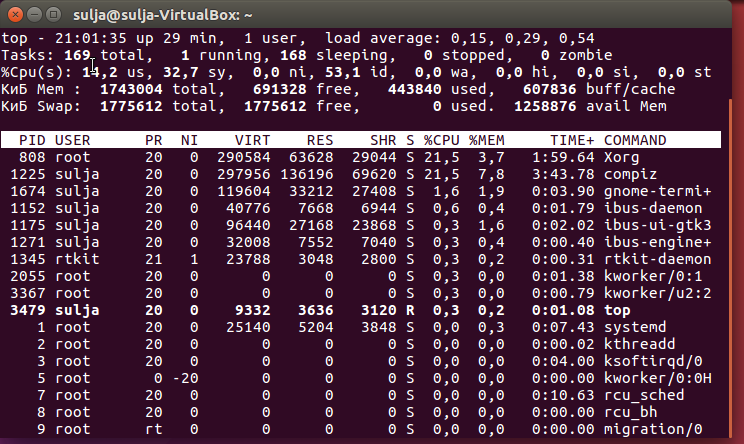 sulja@sulja-VirtualBox: ~
top - 21:01:35 up 29 min,  1 user,  load average: 0,15, 0,29, 0,54
Tasks: 169 total,   1 running, 168 sleeping,   0 stopped,   0 zombie
%Cpu(s): 14,2 us, 32,7 sy,  0,0 ni, 53,1 id,  0,0 wa,  0,0 hi,  0,0 si,  0,0 st
КиБ Mem :  1743004 total,   691328 free,   443840 used,   607836 buff/cache
КиБ Swap:  1775612 total,  1775612 free,        0 used.  1258876 avail Mem
PID USER      PR  NI    VIRT    RES    SHR S %CPU %MEM     TIME+ COMMAND
808 root      20   0  290584  63628  29044 S 21,5  3,7   1:59.64 Xorg
1225 sulja     20   0  297956 136196  69620 S 21,5  7,8   3:43.78 compiz
1674 sulja     20   0  119604  33212  27408 S  1,6  1,9   0:03.90 gnome-termi+
1152 sulja     20   0   40776   7668   6944 S  0,6  0,4   0:01.79 ibus-daemon
1175 sulja     20   0   96440  27168  23868 S  0,3  1,6   0:02.02 ibus-ui-gtk3
1271 sulja     20   0   32008   7552   7040 S  0,3  0,4   0:00.40 ibus-engine+
1345 rtkit     21   1   23788   3048   2800 S  0,3  0,2   0:00.31 rtkit-daemon
2055 root      20   0       0      0      0 S  0,3  0,0   0:01.38 kworker/0:1
3367 root      20   0       0      0      0 S  0,3  0,0   0:00.79 kworker/u2:2
3479 sulja     20   0    9332   3636   3120 R  0,3  0,2   0:01.08 top
1 root      20   0   25140   5204   3848 S  0,0  0,3   0:07.43 systemd
2 root      20   0       0      0      0 S  0,0  0,0   0:00.02 kthreadd
3 root      20   0       0      0      0 S  0,0  0,0   0:04.00 ksoftirqd/0
5 root       0 -20       0      0      0 S  0,0  0,0   0:00.00 kworker/0:0H
7 root      20   0       0      0      0 S  0,0  0,0   0:10.63 rcu_sched
8 root      20   0       0      0      0 S  0,0  0,0   0:00.00 rcu_bh
9 root      rt   0       0      0      0 S  0,0  0,0   0:00.00 migration/0